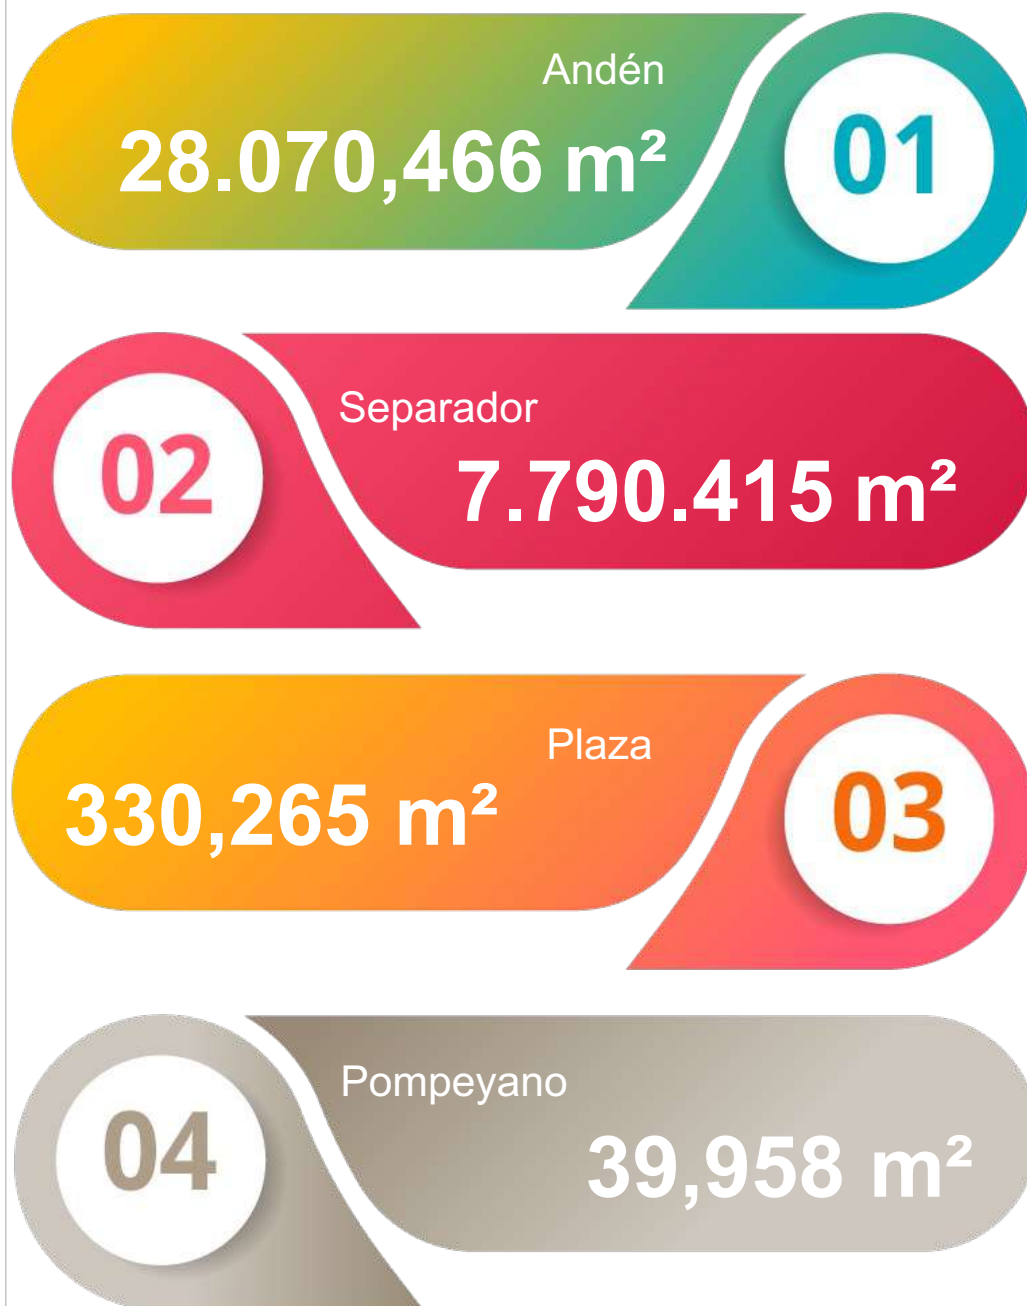 Andén
28.070,466 m²
01
02
Separador
7.790.415 m²
Plaza
330,265 m²
03
04
Pompeyano
39,958 m²